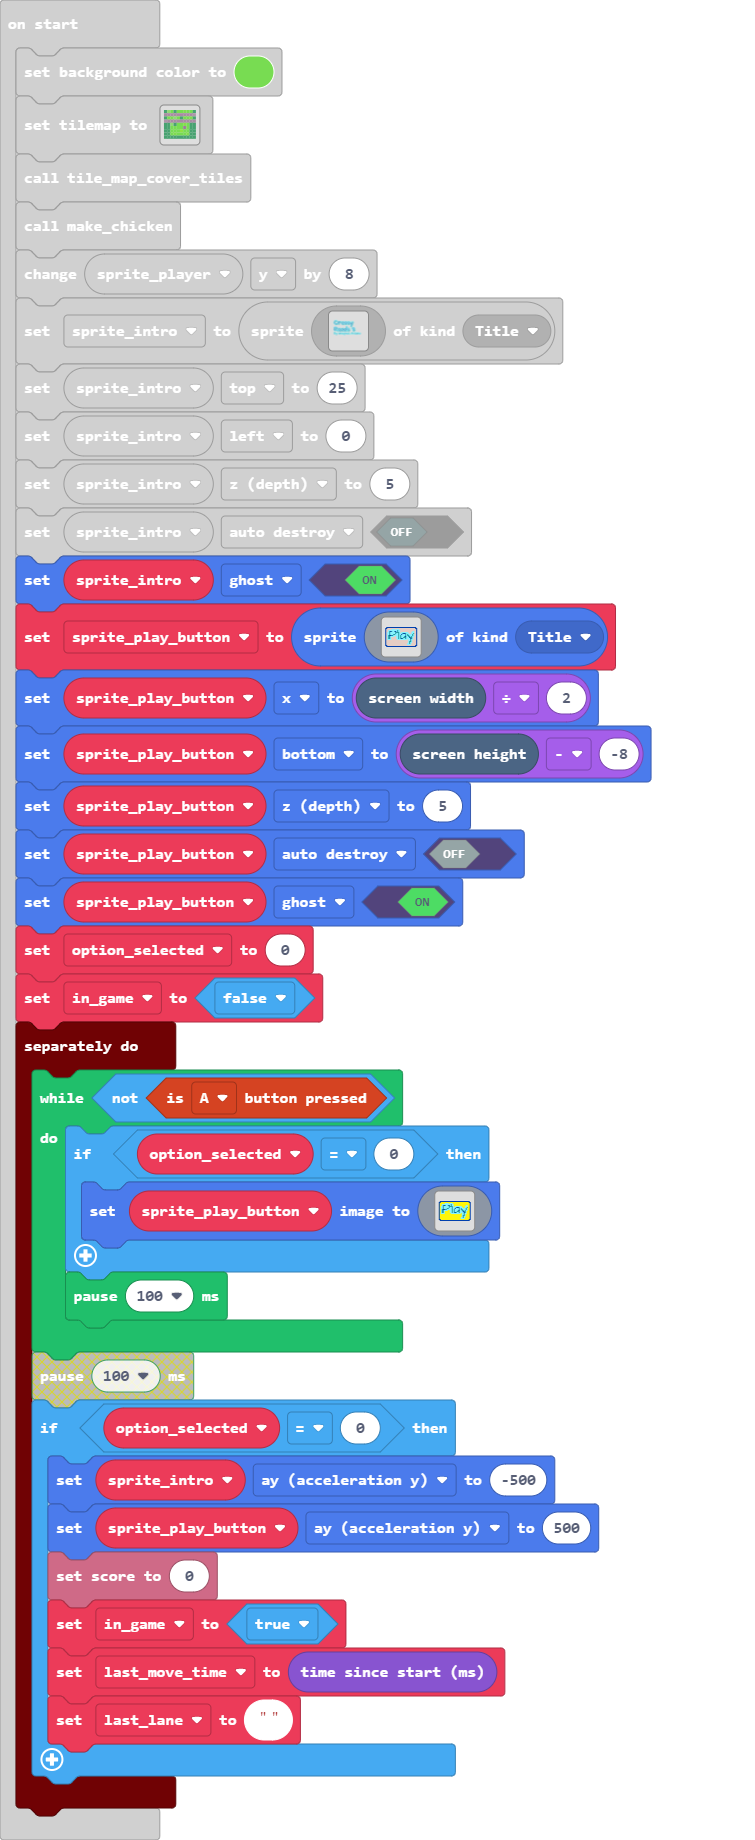 on start
set background color to
set tilemap to
call tile_map_cover_tiles
call make_chicken
change sprite_player y by 8
set sprite_intro to sprite of kind Title
set sprite_intro top to 25
set sprite_intro left to 0
set sprite_intro z (depth) to 5
set sprite_intro auto destroy OFF
set sprite_intro ghost ON
set sprite_play_button to sprite Play of kind Title
set sprite_play_button x to screen width ÷ 2
set sprite_play_button bottom to screen height - -8
set sprite_play_button z (depth) to 5
set sprite_play_button auto destroy OFF
set sprite_play_button ghost ON
set option_selected to 0
set in_game to false
separately do
while not is A button pressed
do
if option_selected = 0 then
set sprite_play_button image to Play
pause 100 ms
pause 100 ms
if option_selected = 0 then
set sprite_intro ay (acceleration y) to -500
set sprite_play_button ay (acceleration y) to 500
set score to 0
set in_game to true
set last_move_time to time since start (ms)
set last_lane to " "